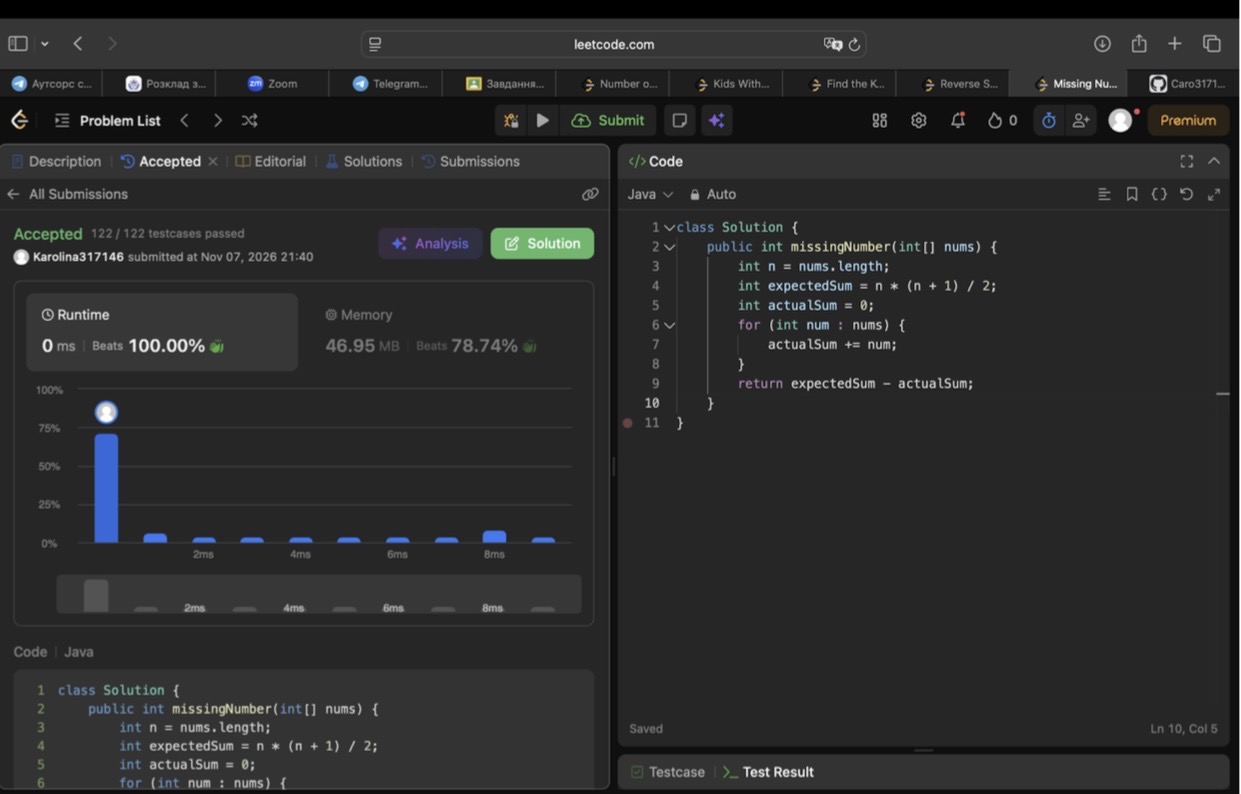 leetcode.com
Аутсорс с...
Розклад з...
zm Zoom
Telegram...
Завдання...
Number o...
Kids With...
Find the K...
Reverse S...
Missing Nu...
Caro3171...
Problem List
Submit
0
Premium
Description
Accepted
Editorial
Solutions
Submissions
All Submissions
Accepted 122 / 122 testcases passed
Karolina317146 submitted at Nov 07, 2026 21:40
Analysis
Solution
Runtime
0 ms | Beats 100.00%
Memory
46.95 MB | Beats 78.74%
100%
75%
50%
25%
0%
2ms 4ms 6ms 8ms
2ms 4ms 6ms 8ms
Code | Java
1 class Solution {
2 public int missingNumber(int[] nums) {
3 int n = nums.length;
4 int expectedSum = n * (n + 1) / 2;
5 int actualSum = 0;
6 for (int num : nums) {
</> Code
Java Auto
1 class Solution {
2 public int missingNumber(int[] nums) {
3 int n = nums.length;
4 int expectedSum = n * (n + 1) / 2;
5 int actualSum = 0;
6 for (int num : nums) {
7 actualSum += num;
8 }
9 return expectedSum - actualSum;
10 }
11 }
Saved
Ln 10, Col 5
Testcase | >_ Test Result